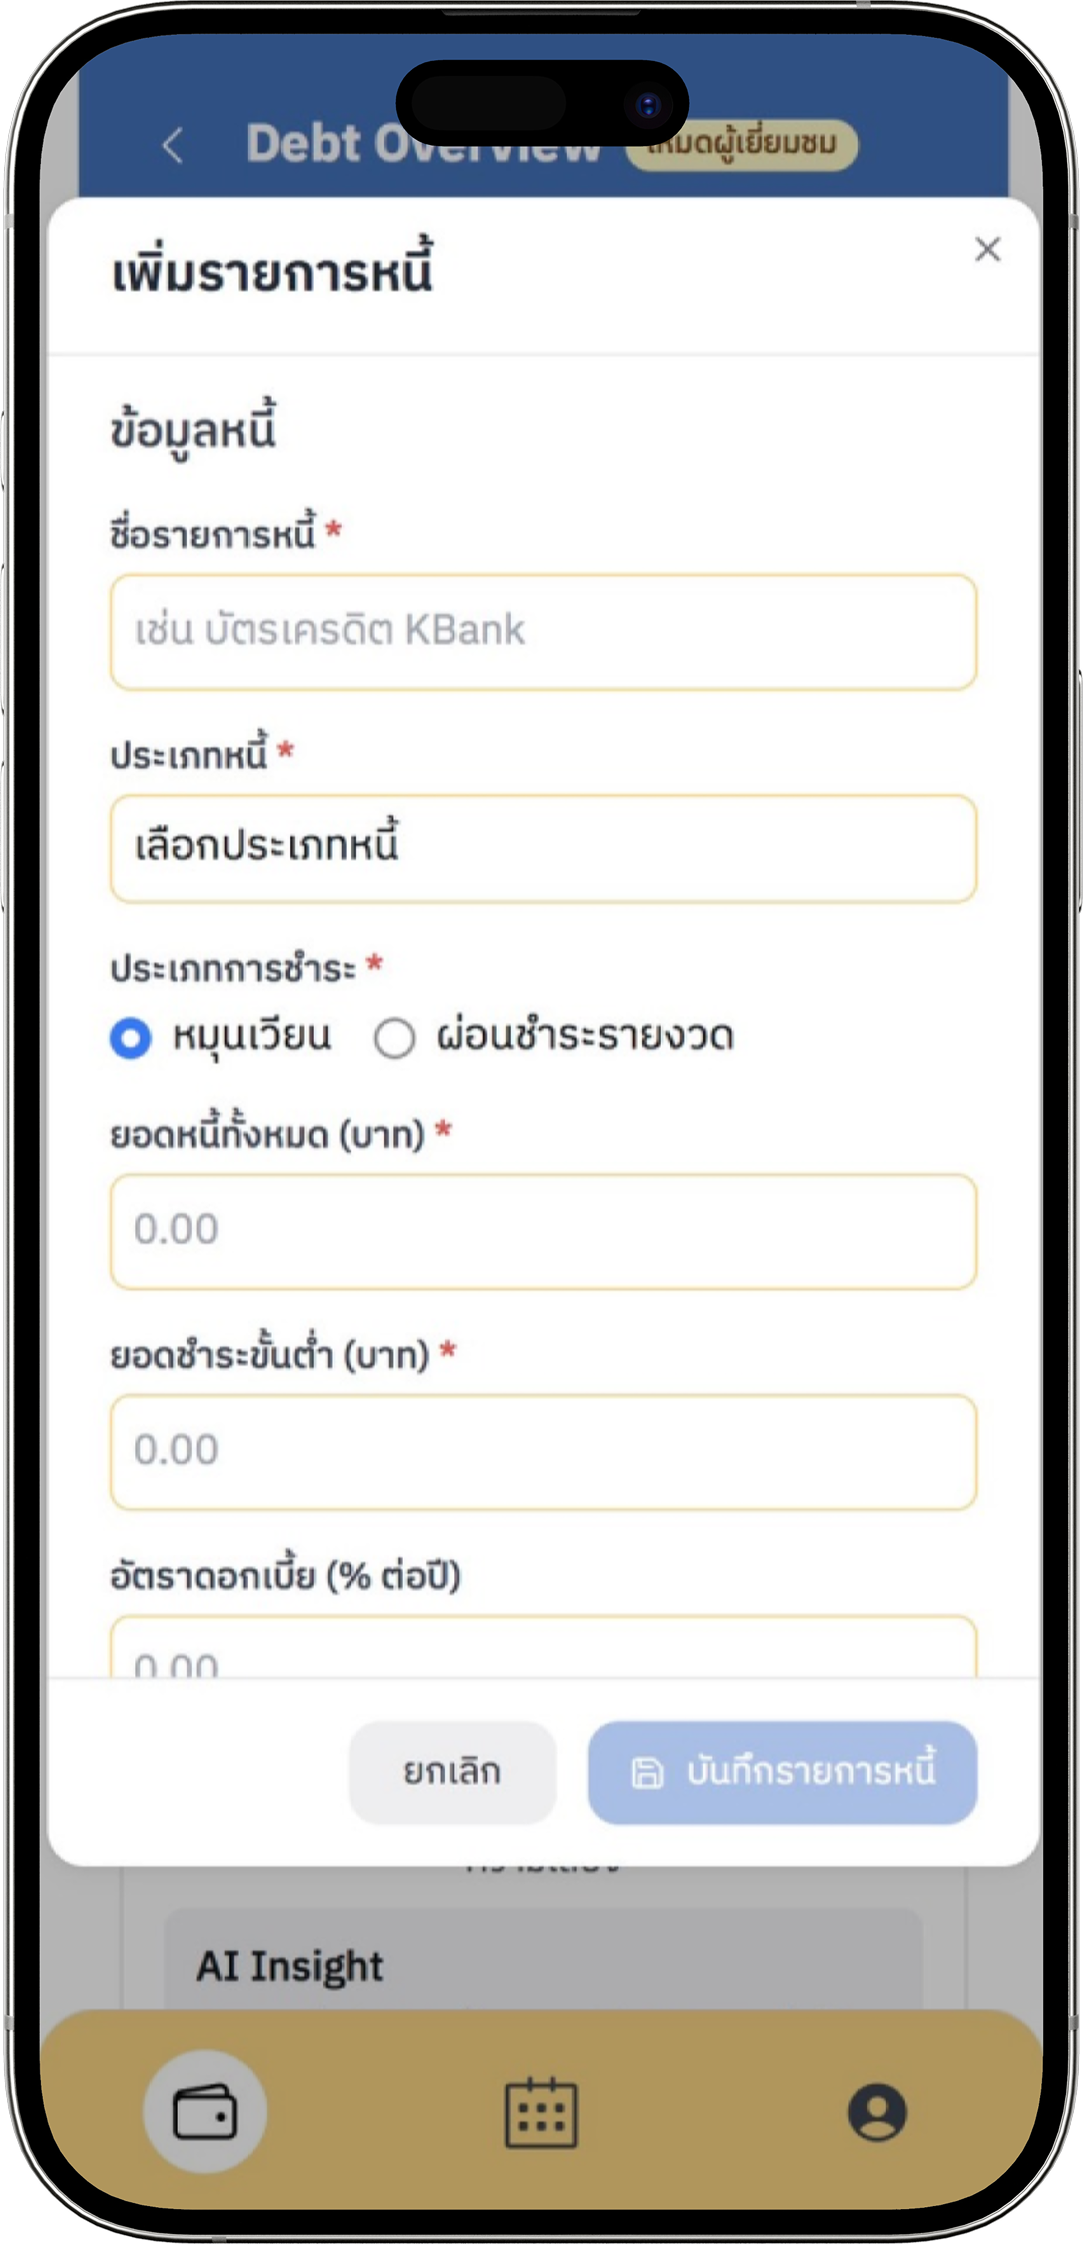 Debt Overview โหมดผู้เยี่ยมชม
เพิ่มรายการหนี้
ข้อมูลหนี้
ชื่อรายการหนี้ *
เช่น บัตรเครดิต KBank
ประเภทหนี้ *
เลือกประเภทหนี้
ประเภทการชำระ *
หมุนเวียน ผ่อนชำระรายงวด
ยอดหนี้ทั้งหมด (บาท) *
0.00
ยอดชำระขั้นต่ำ (บาท) *
0.00
อัตราดอกเบี้ย (% ต่อปี)
0.00
ยกเลิก บันทึกรายการหนี้
AI Insight